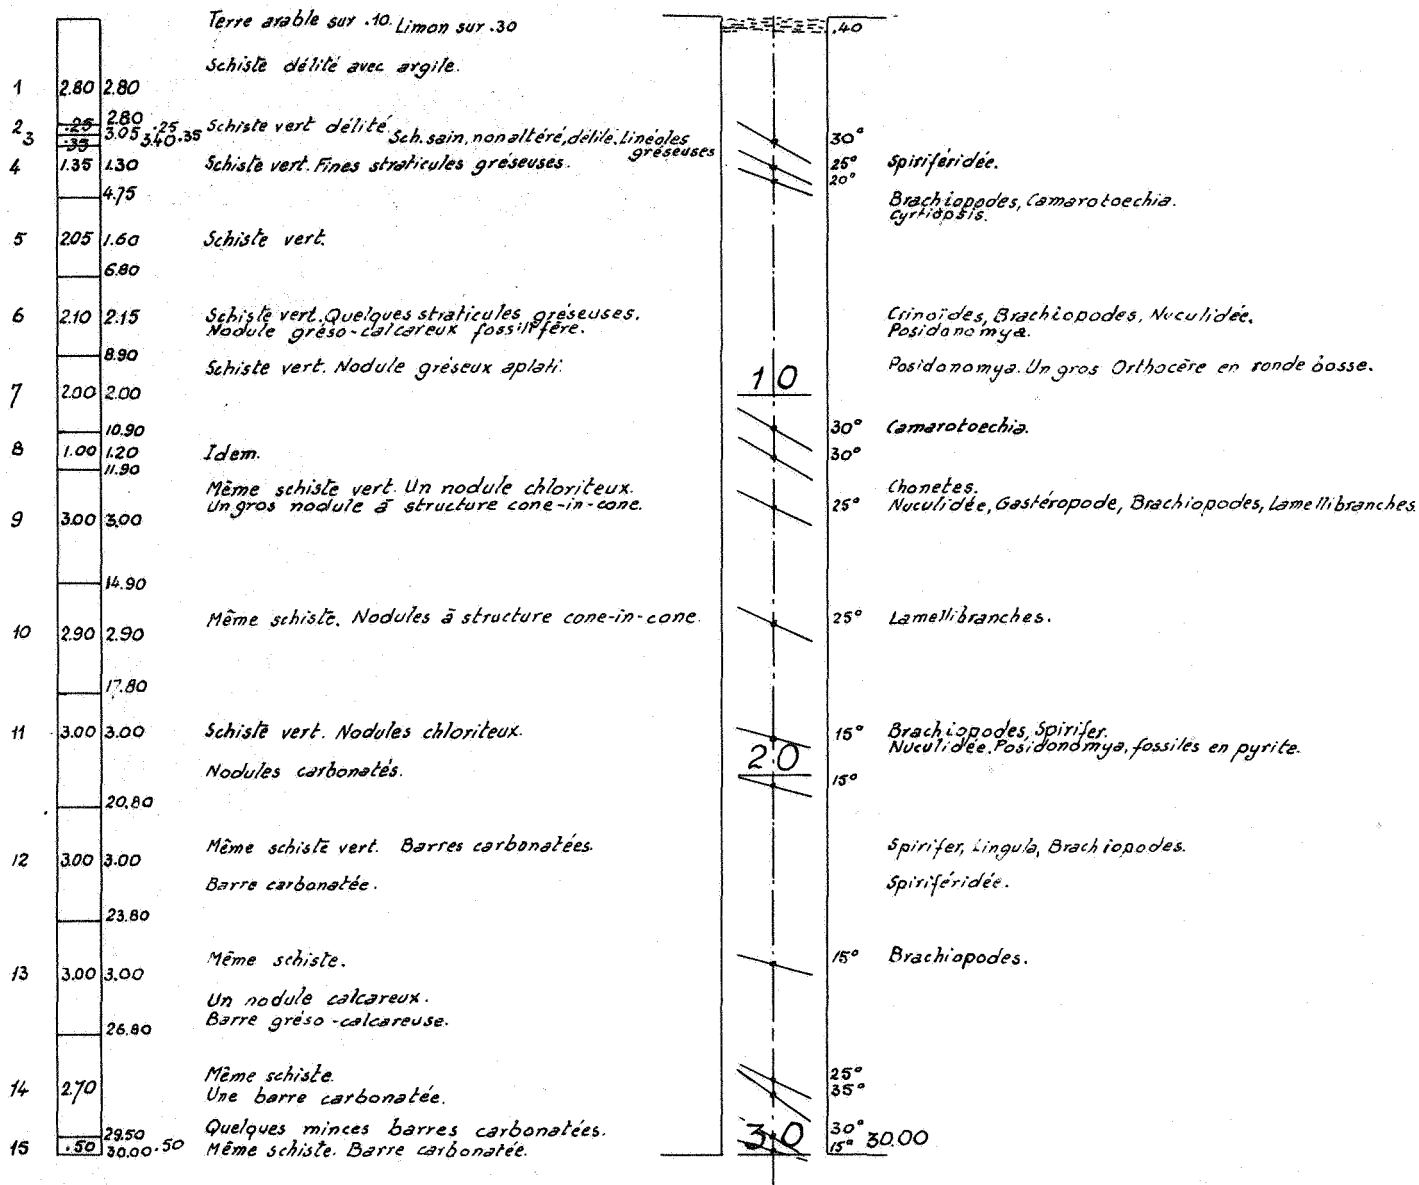 Terre arable sur .10. Limon sur .30
.40
Schiste délité avec argile.
1 2.80 2.80
2.80
2 .25 .25 Schiste vert délité.
3 .35 3.05 3.40 .35 Sch. sain, non altéré, délité. Linéoles gréseuses
30°
4 1.35 1.30 Schiste vert. Fines straticules gréseuses. 25° Spiriféridée.
20°
4.75
Brachiopodes, Camarotoechia.
Cyrtiopsis.
5 2.05 1.60 Schiste vert.
6.80
6 2.10 2.15 Schiste vert. Quelques straticules gréseuses. Crinoïdes, Brachiopodes, Nuculidée.
Nodule gréso-calcareux fossilifère. Posidonomya.
8.90
Schiste vert. Nodule gréseux aplati. 10 Posidonomya. Un gros Orthocère en ronde bosse.
7 2.00 2.00
10.90 30° Camarotoechia.
8 1.00 1.20 Idem. 30°
11.90
Même schiste vert. Un nodule chloriteux. Chonetes.
Un gros nodule à structure cone-in-cone. 25° Nuculidée, Gastéropode, Brachiopodes, Lamellibranches.
9 3.00 3.00
14.90
10 2.90 2.90 Même schiste. Nodules à structure cone-in-cone. 25° Lamellibranches.
17.80
11 3.00 3.00 Schiste vert. Nodules chloriteux. 15° Brachiopodes, Spirifer.
Nuculidée. Posidonomya, fossiles en pyrite.
20
Nodules carbonatés. 15°
20.80
12 3.00 3.00 Même schiste vert. Barres carbonatées. Spirifer, Lingula, Brachiopodes.
Barre carbonatée. Spiriféridée.
23.80
13 3.00 3.00 Même schiste. 15° Brachiopodes.
Un nodule calcareux.
Barre gréso-calcareuse.
26.80
Même schiste. 25°
14 2.70 Une barre carbonatée. 35°
29.50 Quelques minces barres carbonatées. 30 30° 30.00
15 .50 30.00 .50 Même schiste. Barre carbonatée. 15°